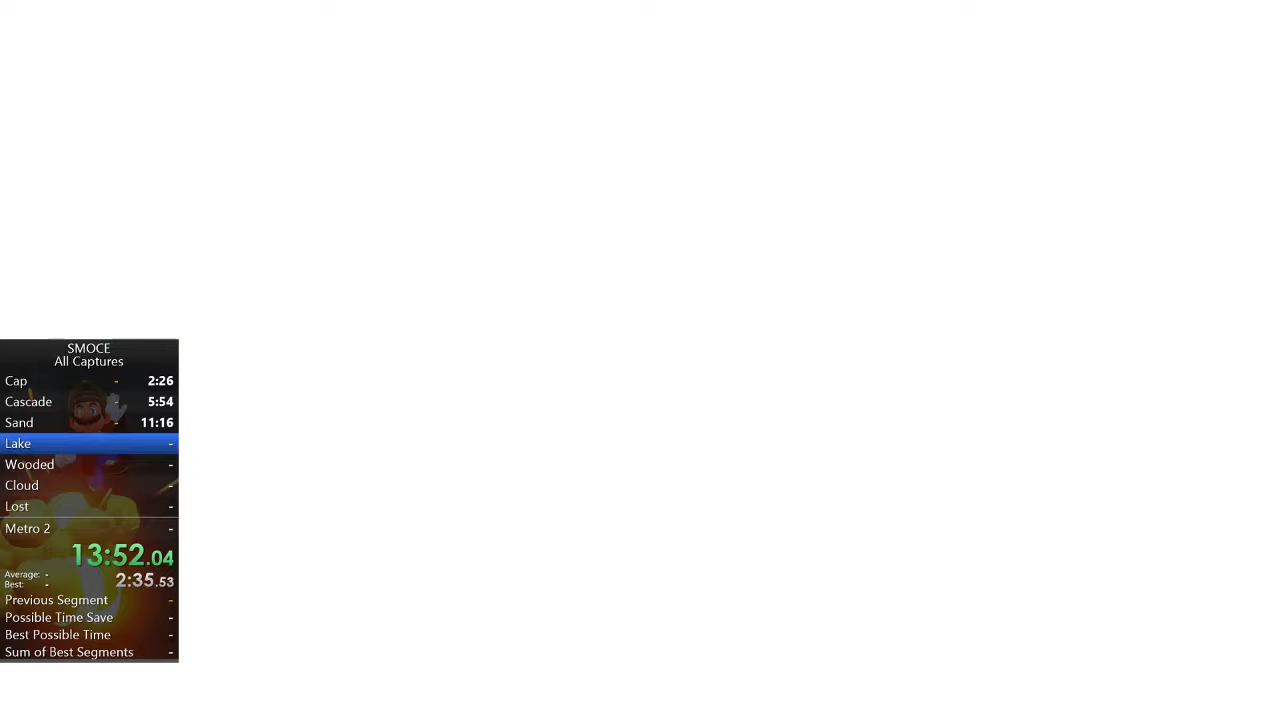 SMOCE
All Captures
Cap - 2:26
Cascade - 5:54
Sand - 11:16
Lake -
Wooded -
Cloud -
Lost -
Metro 2 -
13:52.04
Average: -
Best: - 2:35.53
Previous Segment -
Possible Time Save -
Best Possible Time -
Sum of Best Segments -